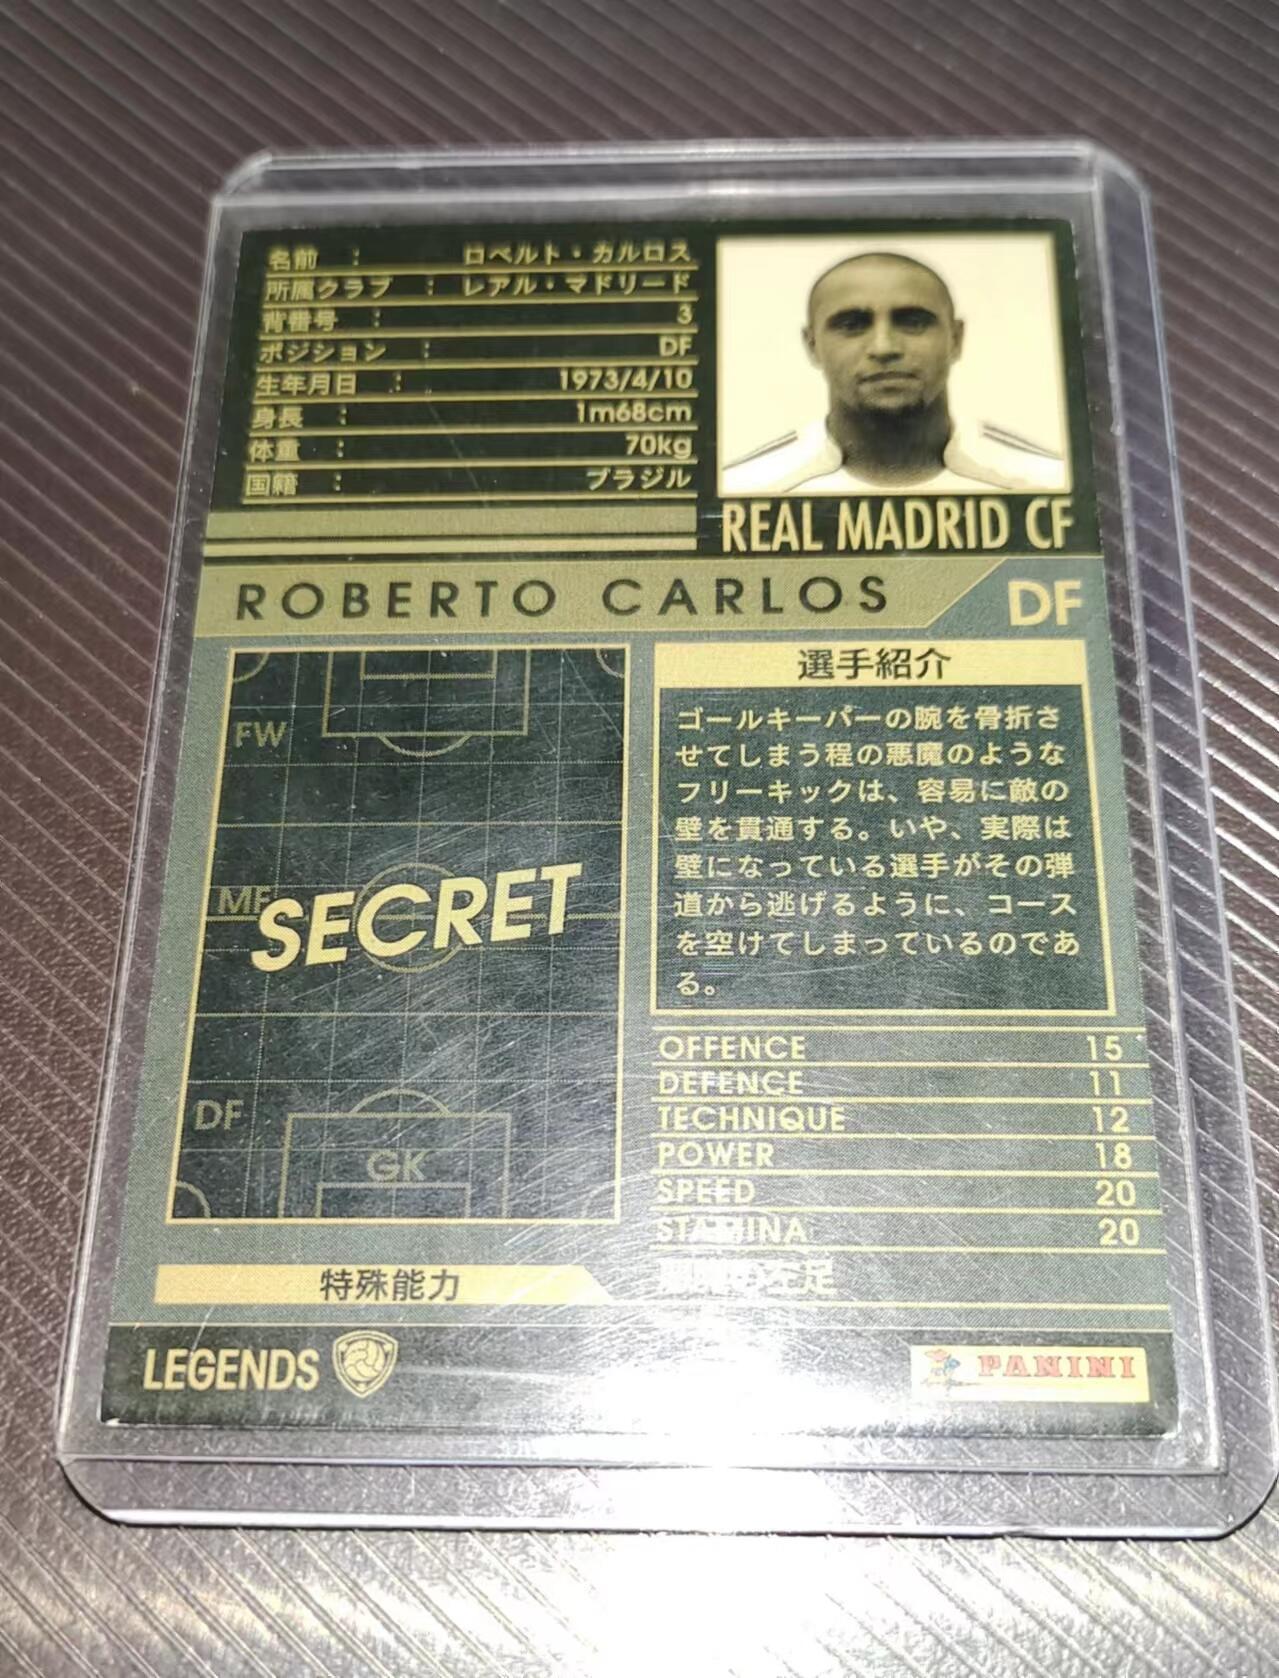 名前 : ロベルト・カルロス
所属クラブ : レアル・マドリード
背番号 : 3
ポジション : DF
生年月日 : 1973/4/10
身長 : 1m68cm
体重 : 70kg
国籍 : ブラジル
REAL MADRID CF
ROBERTO CARLOS
DF
FW
MF
SECRET
DF
GK
選手紹介
ゴールキーパーの腕を骨折さ
せてしまう程の悪魔のような
フリーキックは、容易に敵の
壁を貫通する。いや、実際は
壁になっている選手がその弾
道から逃げるように、コース
を空けてしまっているのであ
る。
OFFENCE 15
DEFENCE 11
TECHNIQUE 12
POWER 18
SPEED 20
STAMINA 20
特殊能力
左足
LEGENDS
PANINI